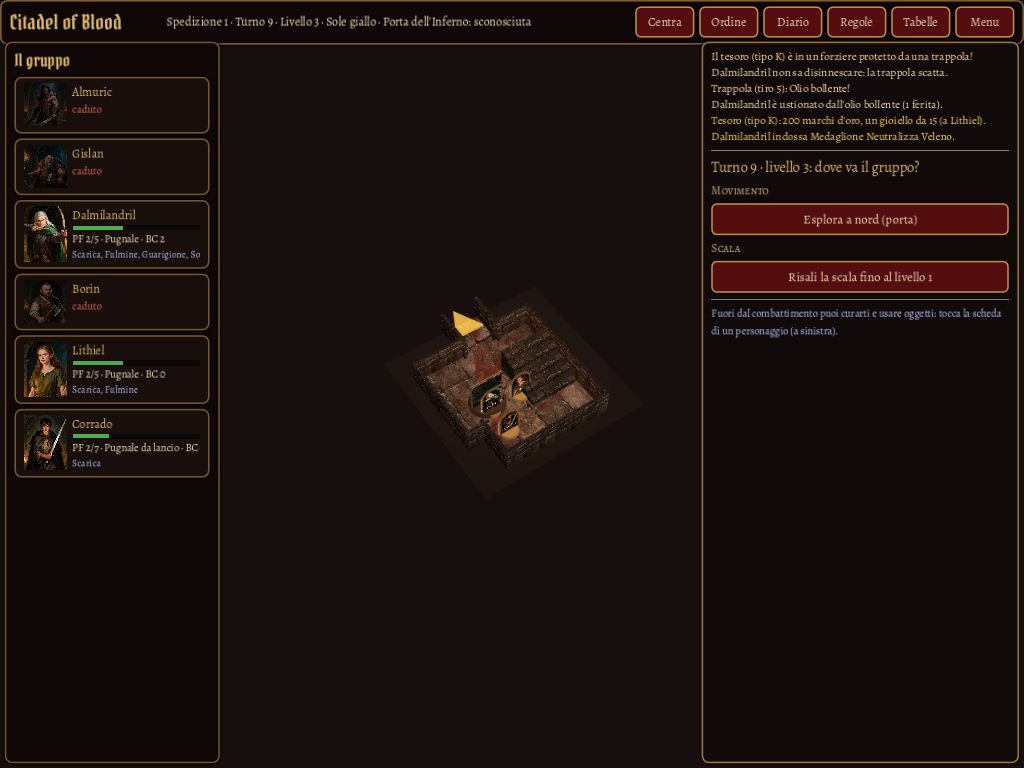 Citadel of Blood
Spedizione 1 · Turno 9 · Livello 3 · Sole giallo · Porta dell'Inferno: sconosciuta
Centra
Ordine
Diario
Regole
Tabelle
Menu
Il gruppo
Almuric
caduto
Gislan
caduto
Dalmilandril
PF 2/5 · Pugnale · BC 2
Scarica, Fulmine, Guarigione, So
Borin
caduto
Lithiel
PF 2/5 · Pugnale · BC 0
Scarica, Fulmine
Corrado
PF 2/7 · Pugnale da lancio · BC
Scarica
Il tesoro (tipo K) è in un forziere protetto da una trappola!
Dalmilandril non sa disinnescare: la trappola scatta.
Trappola (tiro 5): Olio bollente!
Dalmilandril è ustionato dall'olio bollente (1 ferita).
Tesoro (tipo K): 200 marchi d'oro, un gioiello da 15 (a Lithiel).
Dalmilandril indossa Medaglione Neutralizza Veleno.
Turno 9 · livello 3: dove va il gruppo?
Movimento
Esplora a nord (porta)
Scala
Risali la scala fino al livello 1
Fuori dal combattimento puoi curarti e usare oggetti: tocca la scheda
di un personaggio (a sinistra).